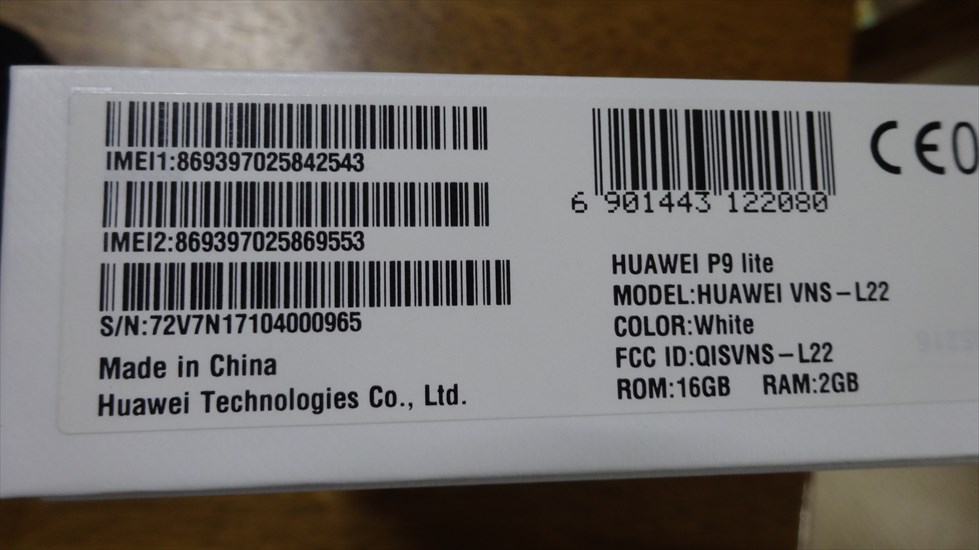 IMEI1:869397025842543
IMEI2:869397025869553
S/N:72V7N17104000965
Made in China
Huawei Technologies Co., Ltd.
6 901443 122080
CE0
HUAWEI P9 lite
MODEL:HUAWEI VNS-L22
COLOR:White
FCC ID:QISVNS-L22
ROM:16GB RAM:2GB